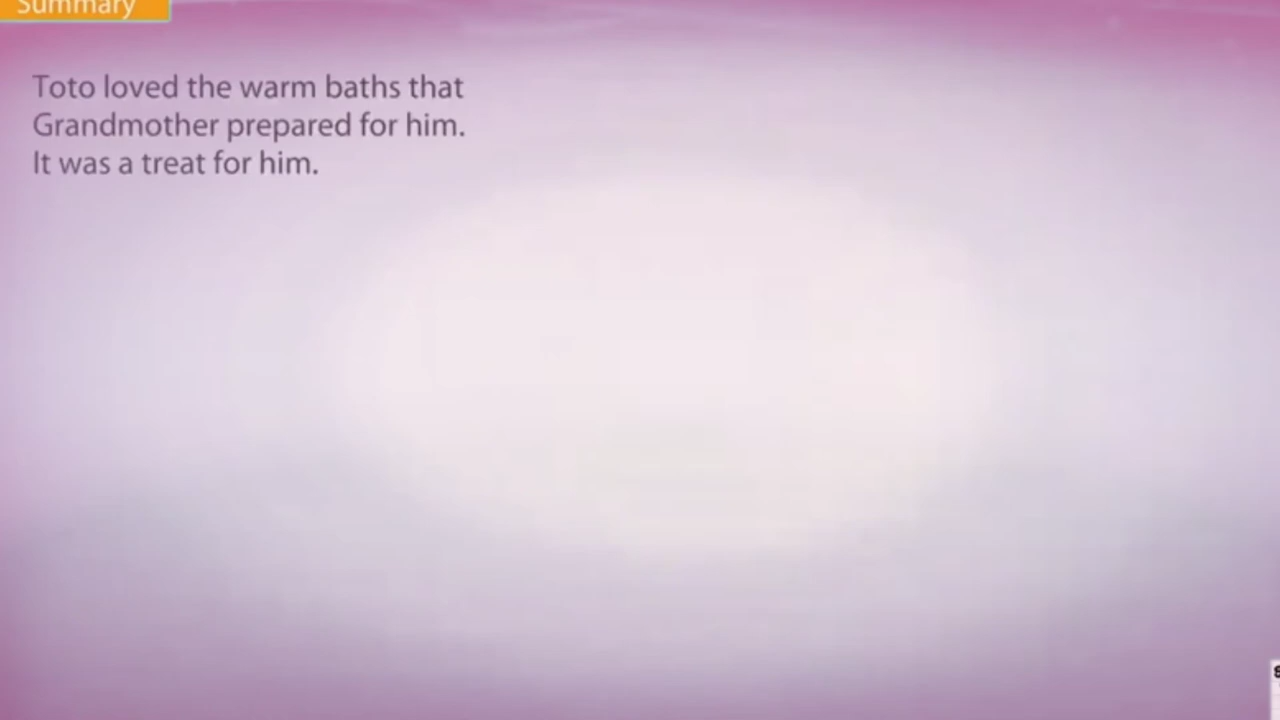 Summary
Toto loved the warm baths that
Grandmother prepared for him.
It was a treat for him.